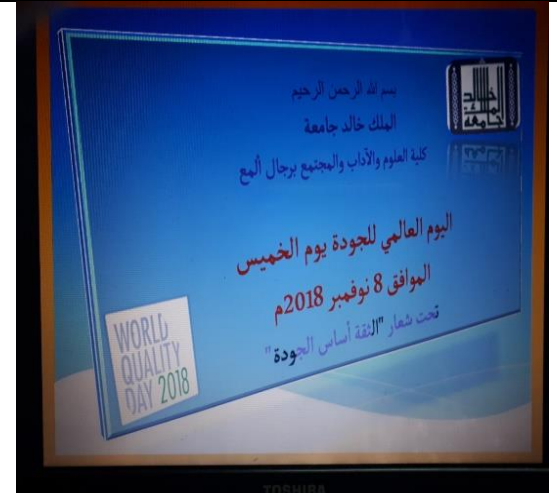 بسم الله الرحمن الرحيم
الملك خالد جامعة
كلية العلوم والآداب والمجتمع برجال ألمع
اليوم العالمي للجودة يوم الخميس
الموافق 8 نوفمبر 2018م
تحت شعار "الثقة أساس الجودة"
WORLD
QUALITY
DAY 2018
TOSHIBA